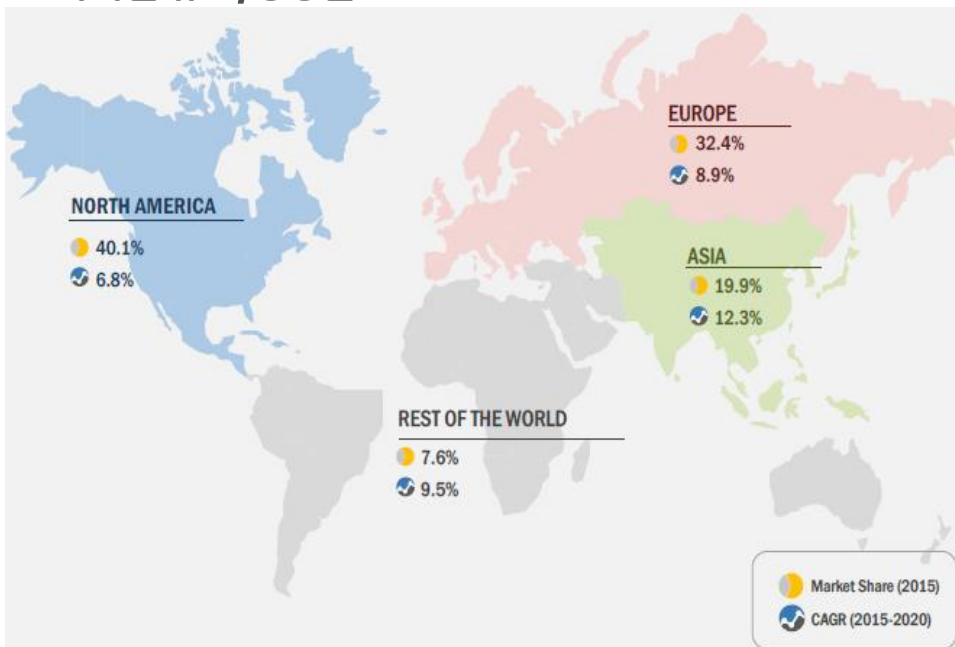 NORTH AMERICA
40.1%
6.8%
EUROPE
32.4%
8.9%
ASIA
19.9%
12.3%
REST OF THE WORLD
7.6%
9.5%
Market Share (2015)
CAGR (2015-2020)